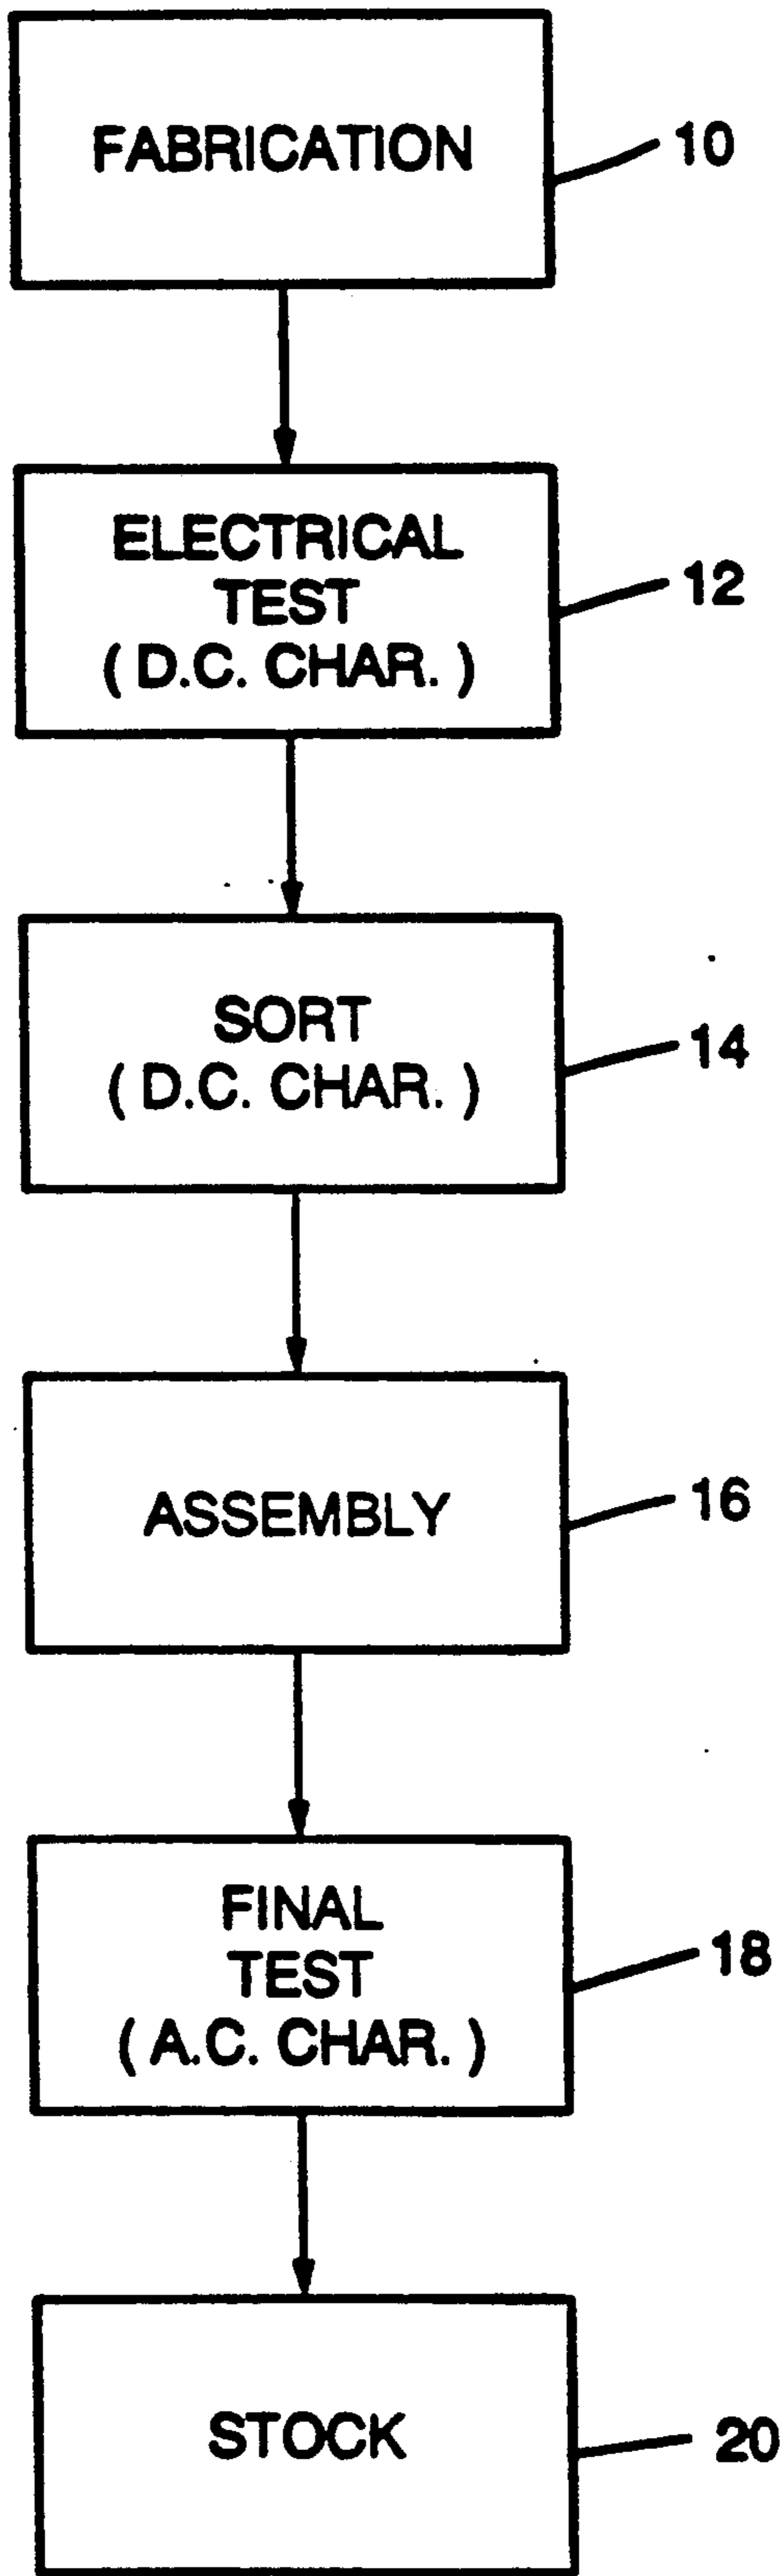 FABRICATION
10
ELECTRICAL
TEST
( D.C. CHAR. )
12
SORT
( D.C. CHAR. )
14
ASSEMBLY
16
FINAL
TEST
( A.C. CHAR. )
18
STOCK
20